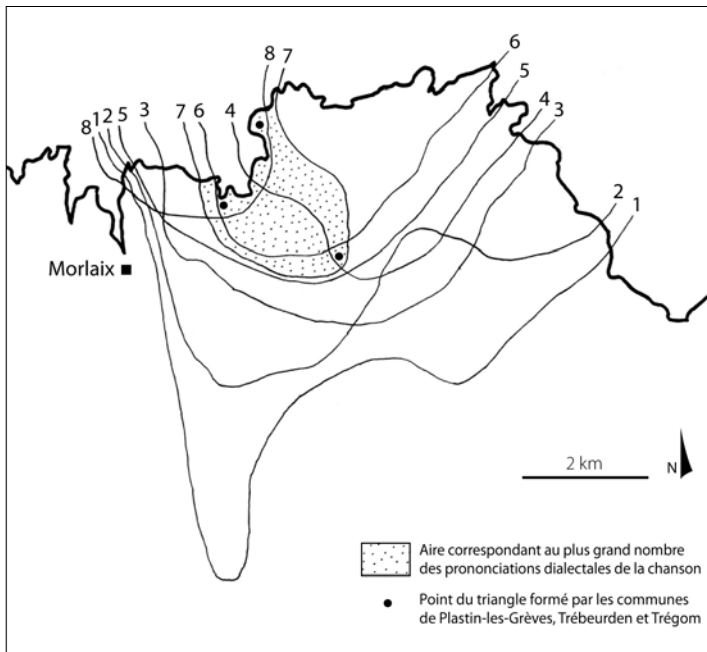 8 7
6
5
4
3
2
1
8 1 2 5 3 7 6 4
Morlaix
2 km
N
Aire correspondant au plus grand nombre
des prononciations dialectales de la chanson
Point du triangle formé par les communes
de Plastin-les-Grèves, Trébeurden et Trégom